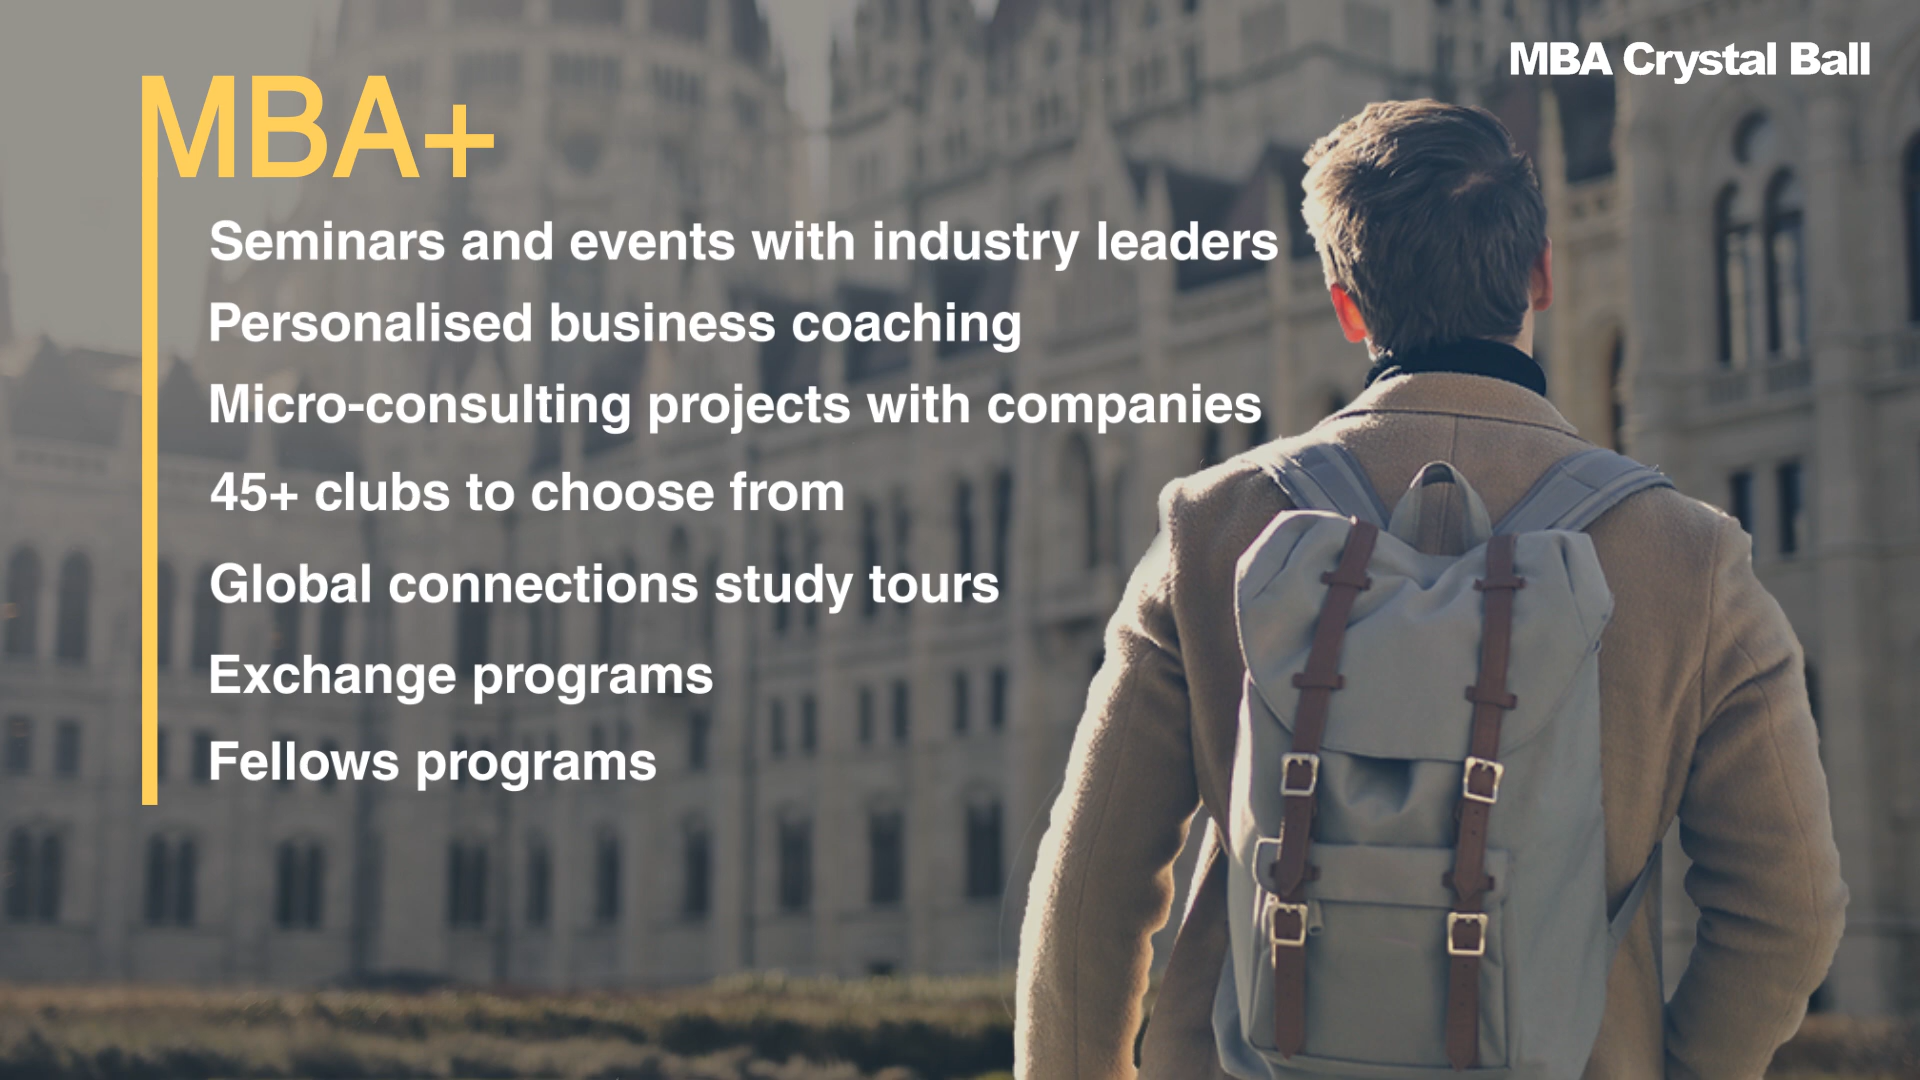 MBA Crystal Ball
MBA+
Seminars and events with industry leaders
Personalised business coaching
Micro-consulting projects with companies
45+ clubs to choose from
Global connections study tours
Exchange programs
Fellows programs